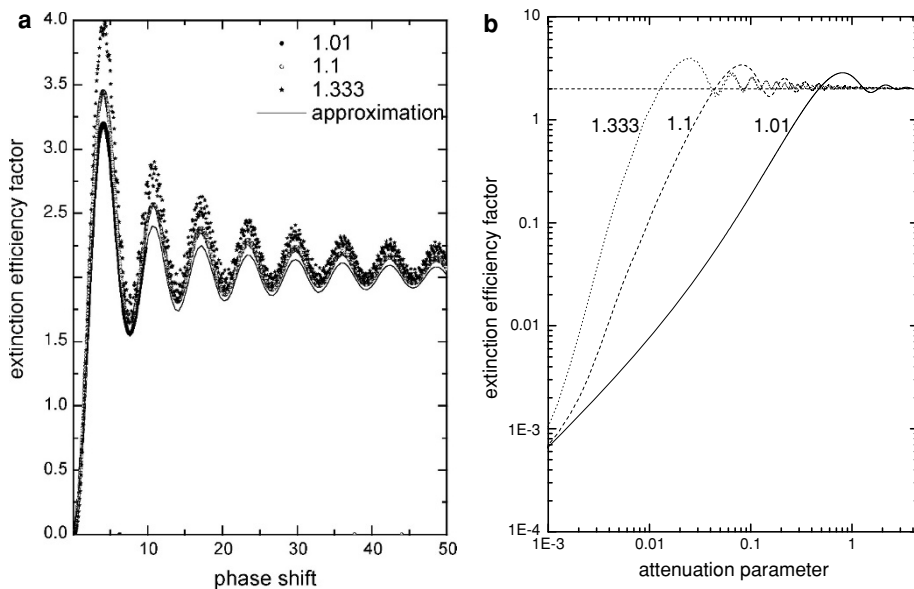 a
4.0
3.5
3.0
2.5
2.0
1.5
1.0
0.5
0.0
10 20 30 40 50
extinction efficiency factor
phase shift
1.01
1.1
1.333
approximation
b
10
1
0.1
0.01
1E-3
1E-4
1E-3 0.01 0.1 1
extinction efficiency factor
attenuation parameter
1.333 1.1 1.01